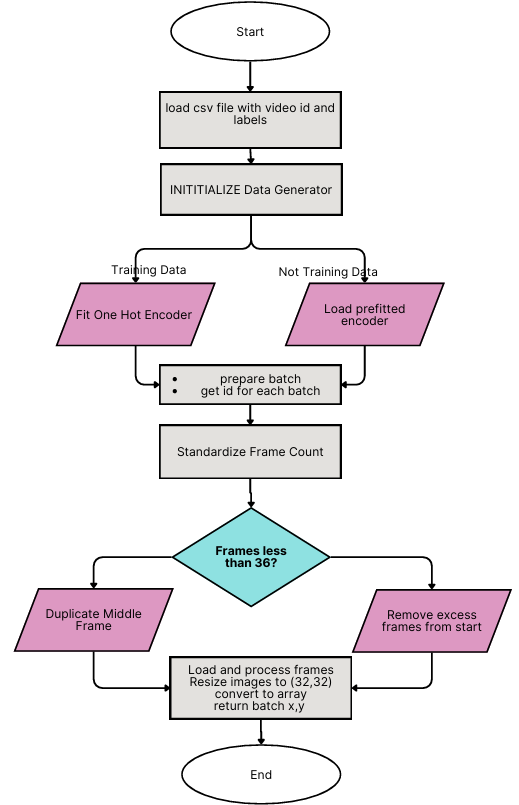 Start
load csv file with video id and
labels
INITITIALIZE Data Generator
Training Data
Not Training Data
Fit One Hot Encoder
Load prefitted
encoder
• prepare batch
• get id for each batch
Standardize Frame Count
Frames less
than 36?
Duplicate Middle
Frame
Remove excess
frames from start
Load and process frames
Resize images to (32,32)
convert to array
return batch x,y
End